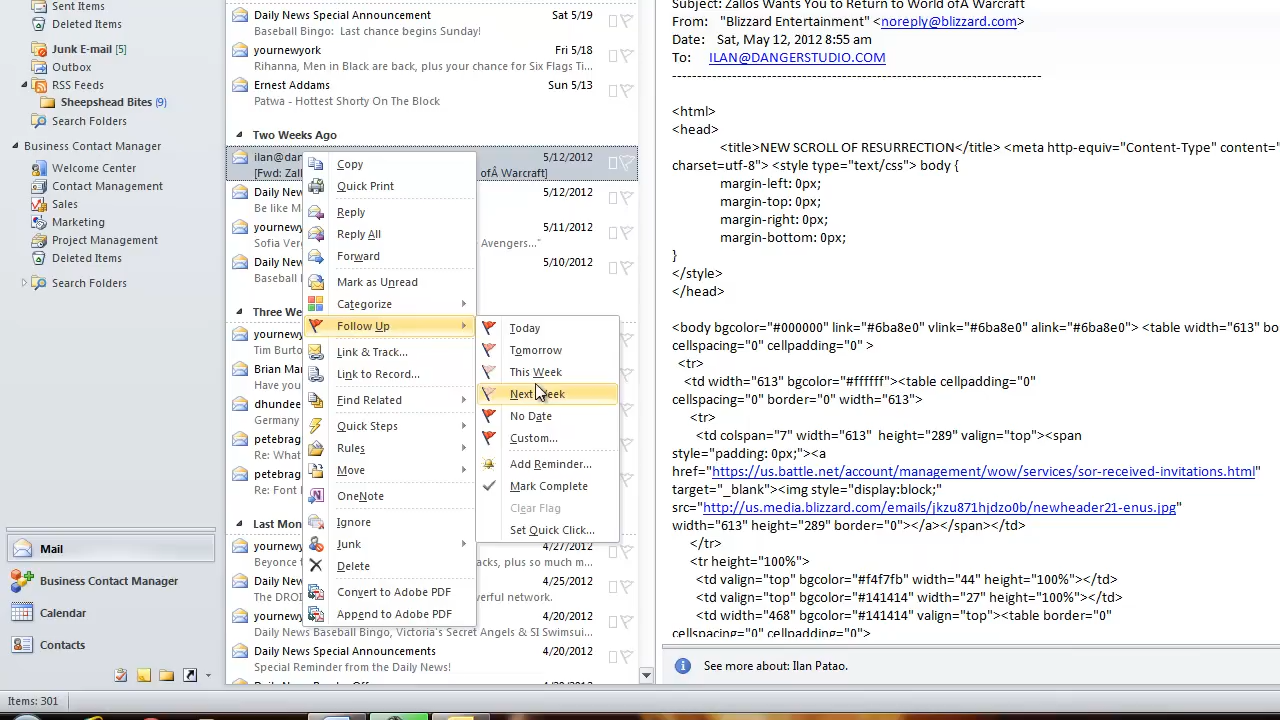 Sent Items
Deleted Items
Junk E-mail [5]
Outbox
RSS Feeds
Sheepshead Bites (9)
Search Folders
Business Contact Manager
Welcome Center
Contact Management
Sales
Marketing
Project Management
Deleted Items
Search Folders
Mail
Business Contact Manager
Calendar
Contacts
Items: 301
Daily News Special Announcement Sat 5/19
Baseball Bingo: Last chance begins Sunday!
yournewyork Fri 5/18
Rihanna, Men in Black are back, plus your chance for Six Flags Ti...
Ernest Addams Sun 5/13
Patwa - Hottest Shorty On The Block
Two Weeks Ago
ilan@dan 5/12/2012
[Fwd: Zall ofÂ Warcraft]
Daily New 5/12/2012
Be like M
yournewy 5/11/2012
Sofia Verg Avengers..."
Daily New 5/10/2012
Baseball
Three We
yournewy
Tim Burto
Brian Mar
Have you
dhundee
Germany
petebrag
Re: What'
petebrag
Re: Font
Last Mon
yournewy 4/27/2012
Beyonce t acks, plus so much m...
Daily New 4/25/2012
The DROI verful network.
yournewy 4/20/2012
Daily News Baseball Bingo, Victoria's Secret Angels & SI Swimsui...
Daily News Special Announcements 4/20/2012
Special Reminder from the Daily News!
Copy
Quick Print
Reply
Reply All
Forward
Mark as Unread
Categorize
Follow Up
Link & Track...
Link to Record...
Find Related
Quick Steps
Rules
Move
OneNote
Ignore
Junk
Delete
Convert to Adobe PDF
Append to Adobe PDF
Today
Tomorrow
This Week
Next Week
No Date
Custom...
Add Reminder...
Mark Complete
Clear Flag
Set Quick Click...
Subject: Zallos Wants You to Return to World ofÂ Warcraft
From: "Blizzard Entertainment" <noreply@blizzard.com>
Date: Sat, May 12, 2012 8:55 am
To: ILAN@DANGERSTUDIO.COM
--------------------------------------------------------------------------
<html>
<head>
<title>NEW SCROLL OF RESURRECTION</title> <meta http-equiv="Content-Type" content="
charset=utf-8"> <style type="text/css"> body {
margin-left: 0px;
margin-top: 0px;
margin-right: 0px;
margin-bottom: 0px;
}
</style>
</head>
<body bgcolor="#000000" link="#6ba8e0" vlink="#6ba8e0" alink="#6ba8e0"> <table width="613" bo
cellspacing="0" cellpadding="0" >
<tr>
<td width="613" bgcolor="#ffffff"><table cellpadding="0"
cellspacing="0" border="0" width="613">
<tr>
<td colspan="7" width="613" height="289" valign="top"><span
style="padding: 0px;"><a
href="https://us.battle.net/account/management/wow/services/sor-received-invitations.html"
target="_blank"><img style="display:block;"
src="http://us.media.blizzard.com/emails/jkzu871hjdzo0b/newheader21-enus.jpg"
width="613" height="289" border="0"></a></span></td>
</tr>
<tr height="100%">
<td valign="top" bgcolor="#f4f7fb" width="44" height="100%"></td>
<td valign="top" bgcolor="#141414" width="27" height="100%"></td>
<td width="468" bgcolor="#141414" valign="top"><table border="0"
cellspacing="0" cellpadding="0">
See more about: Ilan Patao.